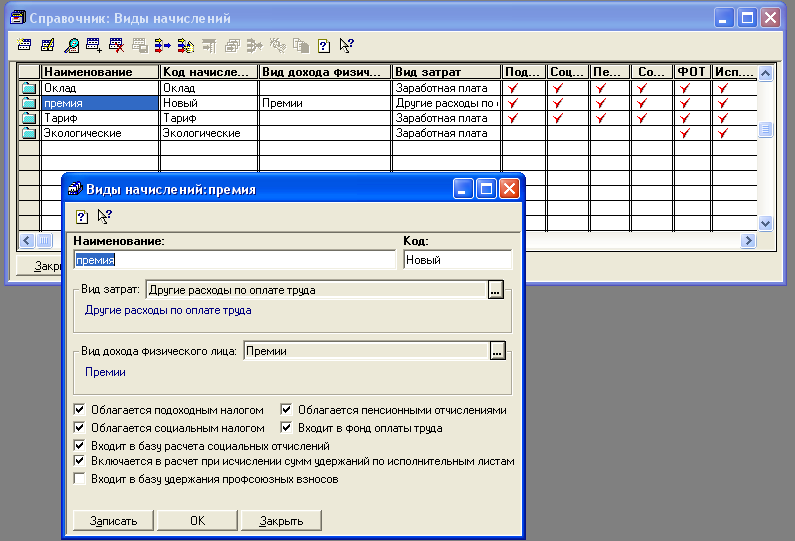 Справочник: Виды начислений
Наименование Код начисле... Вид дохода физич... Вид затрат Под... Соц... Пе... Со... ФОТ Исп....
Оклад Оклад Заработная плата
премия Новый Премии Другие расходы по
Тариф Тариф Заработная плата
Экологические Экологические Заработная плата
Закры
Виды начислений:премия
Наименование: Код:
премия Новый
Вид затрат: Другие расходы по оплате труда ...
Другие расходы по оплате труда
Вид дохода физического лица: Премии ...
Премии
Облагается подоходным налогом Облагается пенсионными отчислениями
Облагается социальным налогом Входит в фонд оплаты труда
Входит в базу расчета социальных отчислений
Включается в расчет при исчислении сумм удержаний по исполнительным листам
Входит в базу удержания профсоюзных взносов
Записать OK Закрыть